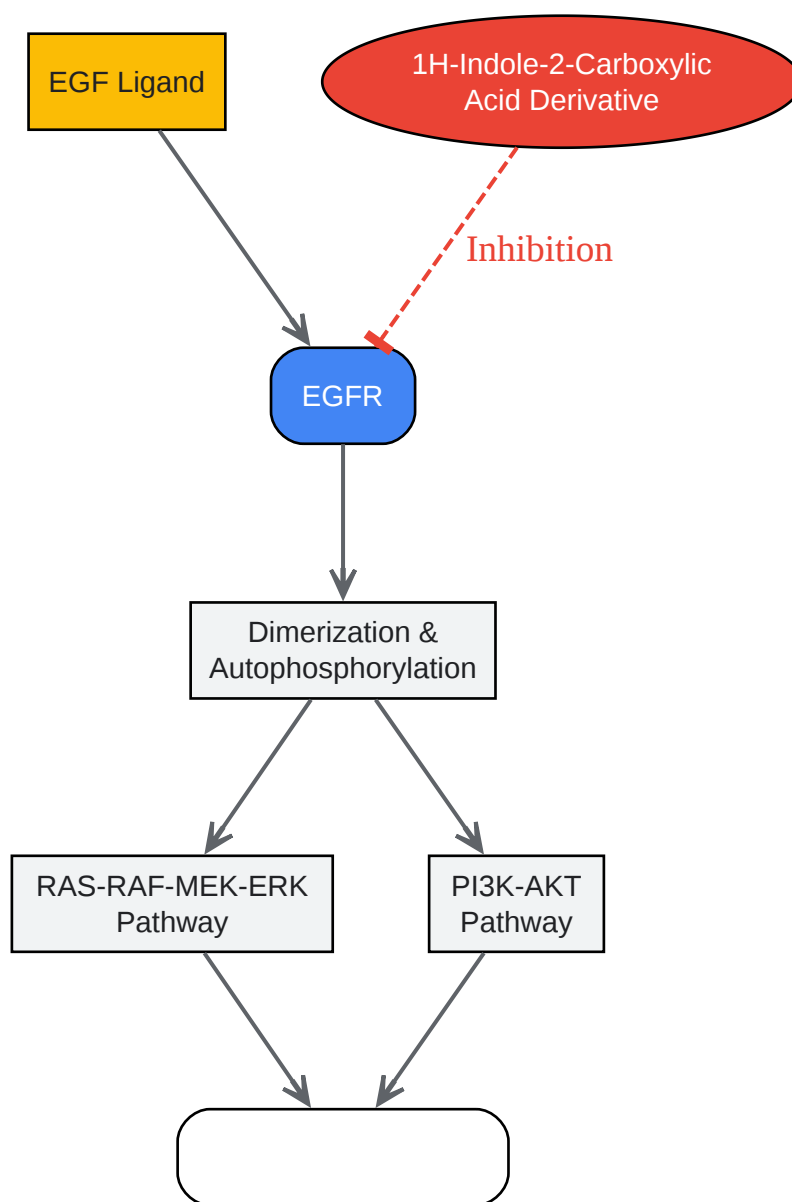 EGF Ligand
1H-Indole-2-Carboxylic
Acid Derivative
Inhibition
EGFR
Dimerization &
Autophosphorylation
RAS-RAF-MEK-ERK
Pathway
PI3K-AKT
Pathway